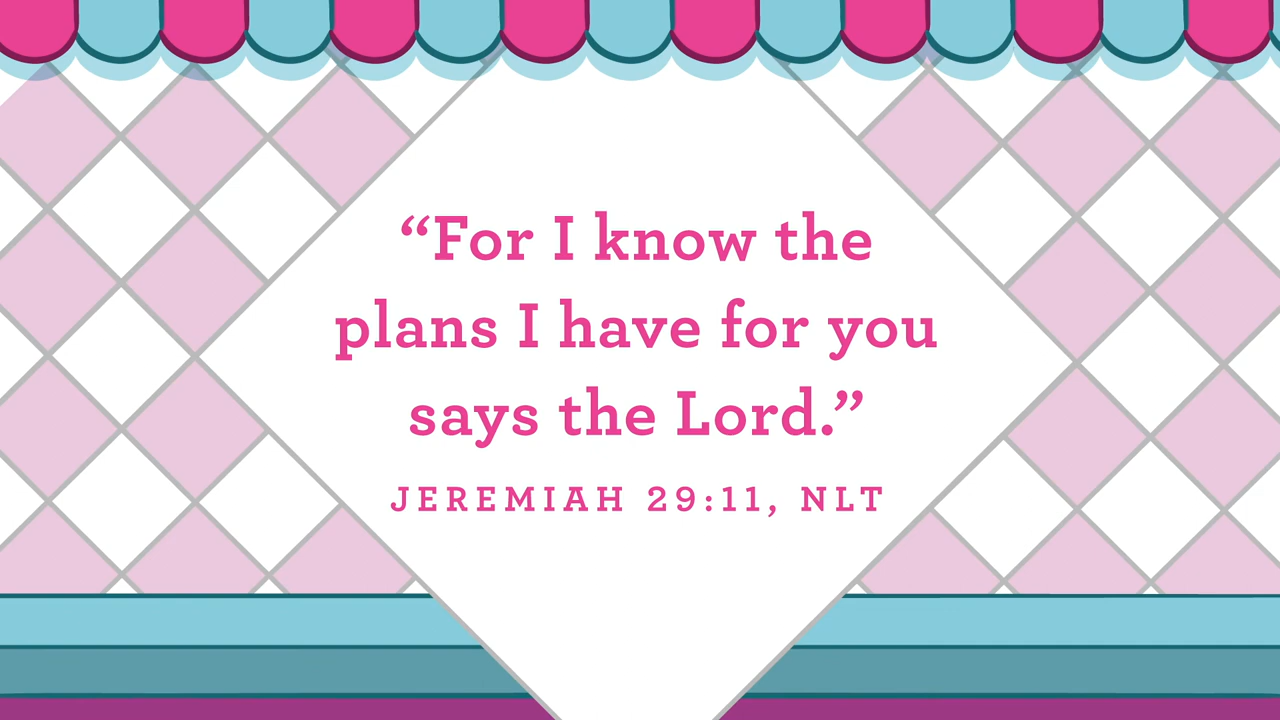 “For I know the
plans I have for you
says the Lord.”
JEREMIAH 29:11, NLT